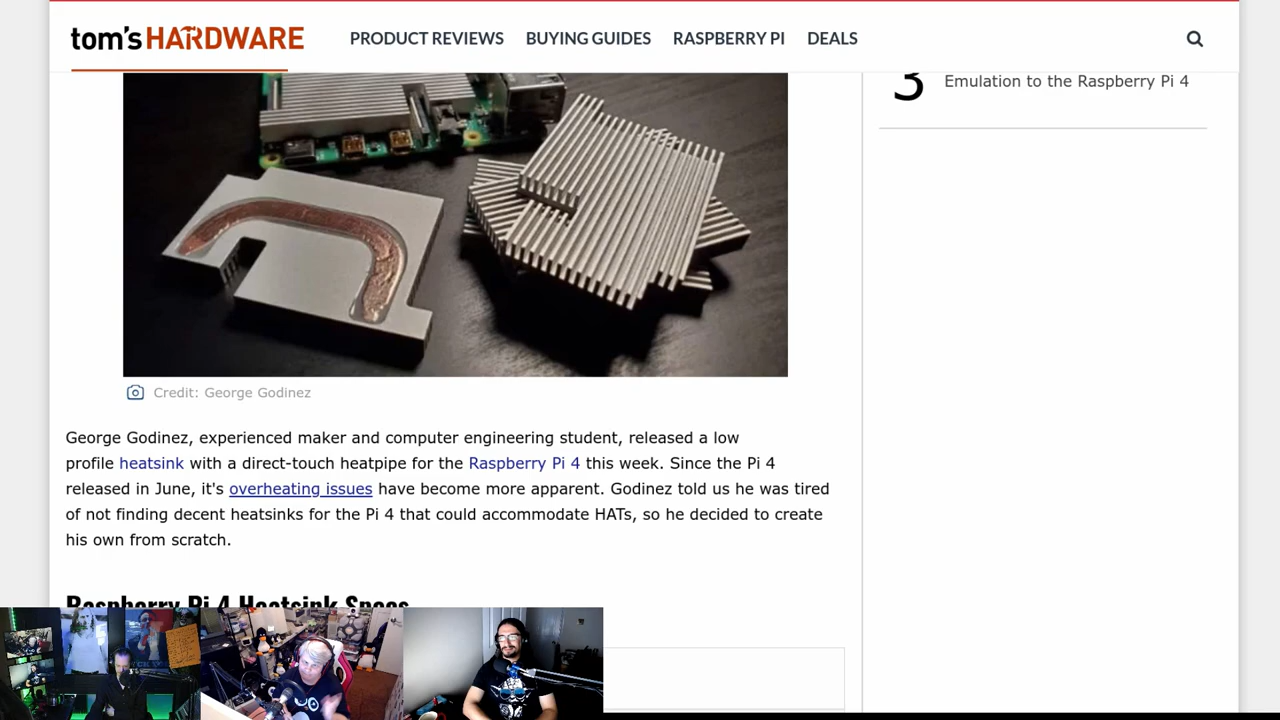 tom's HARDWARE
PRODUCT REVIEWS BUYING GUIDES RASPBERRY PI DEALS
3 Emulation to the Raspberry Pi 4
Credit: George Godinez
George Godinez, experienced maker and computer engineering student, released a low
profile heatsink with a direct-touch heatpipe for the Raspberry Pi 4 this week. Since the Pi 4
released in June, it's overheating issues have become more apparent. Godinez told us he was tired
of not finding decent heatsinks for the Pi 4 that could accommodate HATs, so he decided to create
his own from scratch.
Raspberry Pi 4 Heatsink Specs